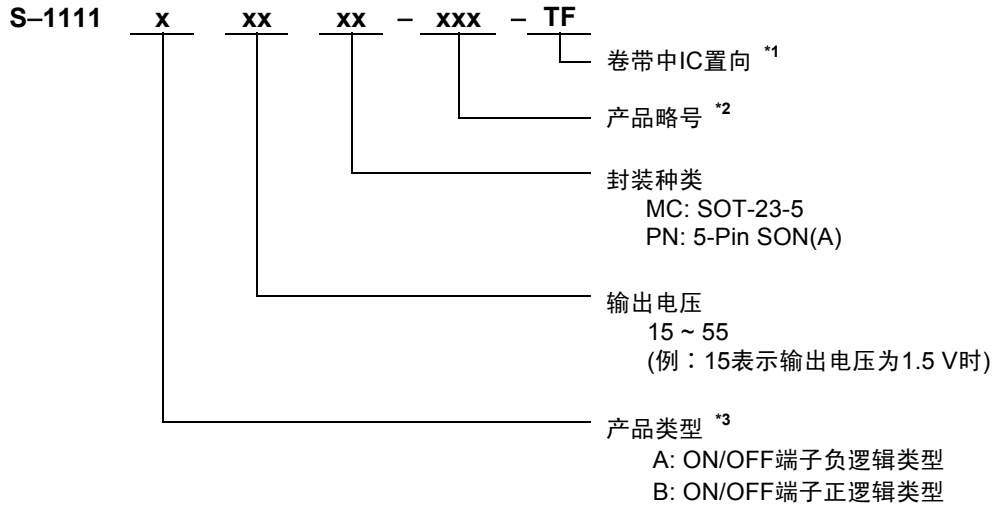 S–1111 x xx xx – xxx – TF
卷带中IC置向 *1
产品略号 *2
封装种类
MC: SOT-23-5
PN: 5-Pin SON(A)
输出电压
15 ~ 55
(例：15表示输出电压为1.5 V时)
产品类型 *3
A: ON/OFF端子负逻辑类型
B: ON/OFF端子正逻辑类型